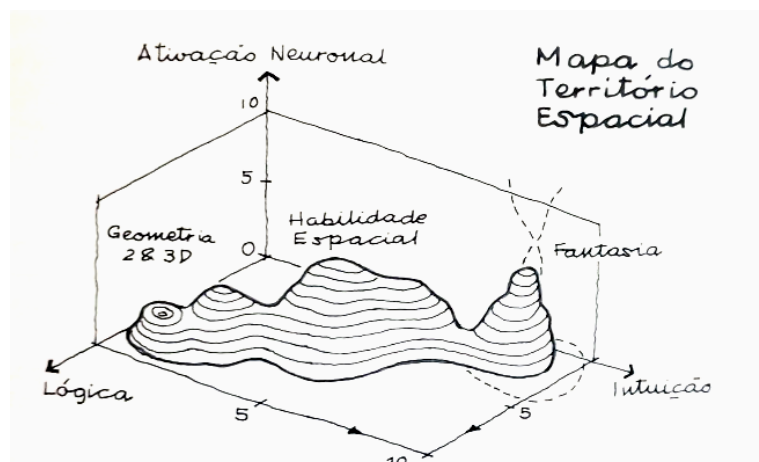 Ativação Neuronal
Mapa do
Território
Espacial
10
5
0
Geometria
2 & 3D
Habilidade
Espacial
Fantasia
Lógica
Intuição
5
5
10